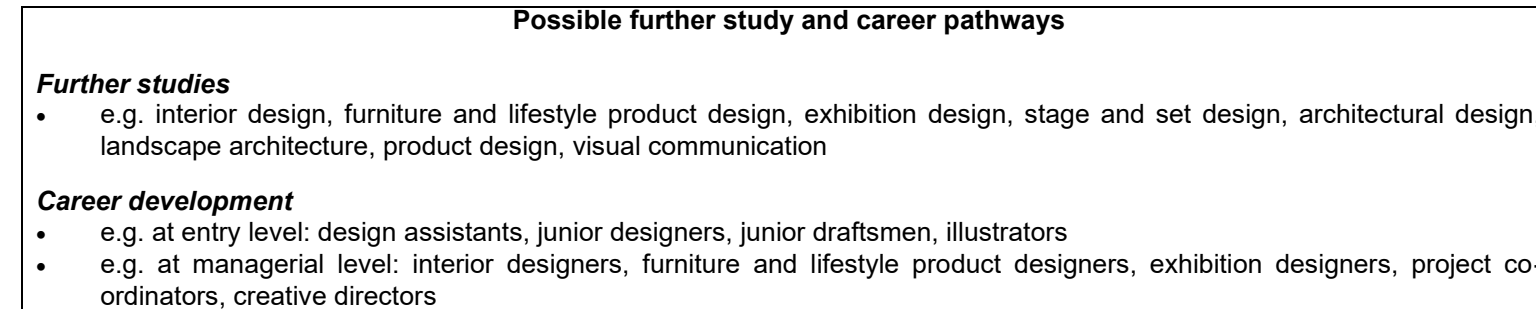 Possible further study and career pathways
Further studies
• e.g. interior design, furniture and lifestyle product design, exhibition design, stage and set design, architectural design,
landscape architecture, product design, visual communication
Career development
• e.g. at entry level: design assistants, junior designers, junior draftsmen, illustrators
• e.g. at managerial level: interior designers, furniture and lifestyle product designers, exhibition designers, project co-
ordinators, creative directors